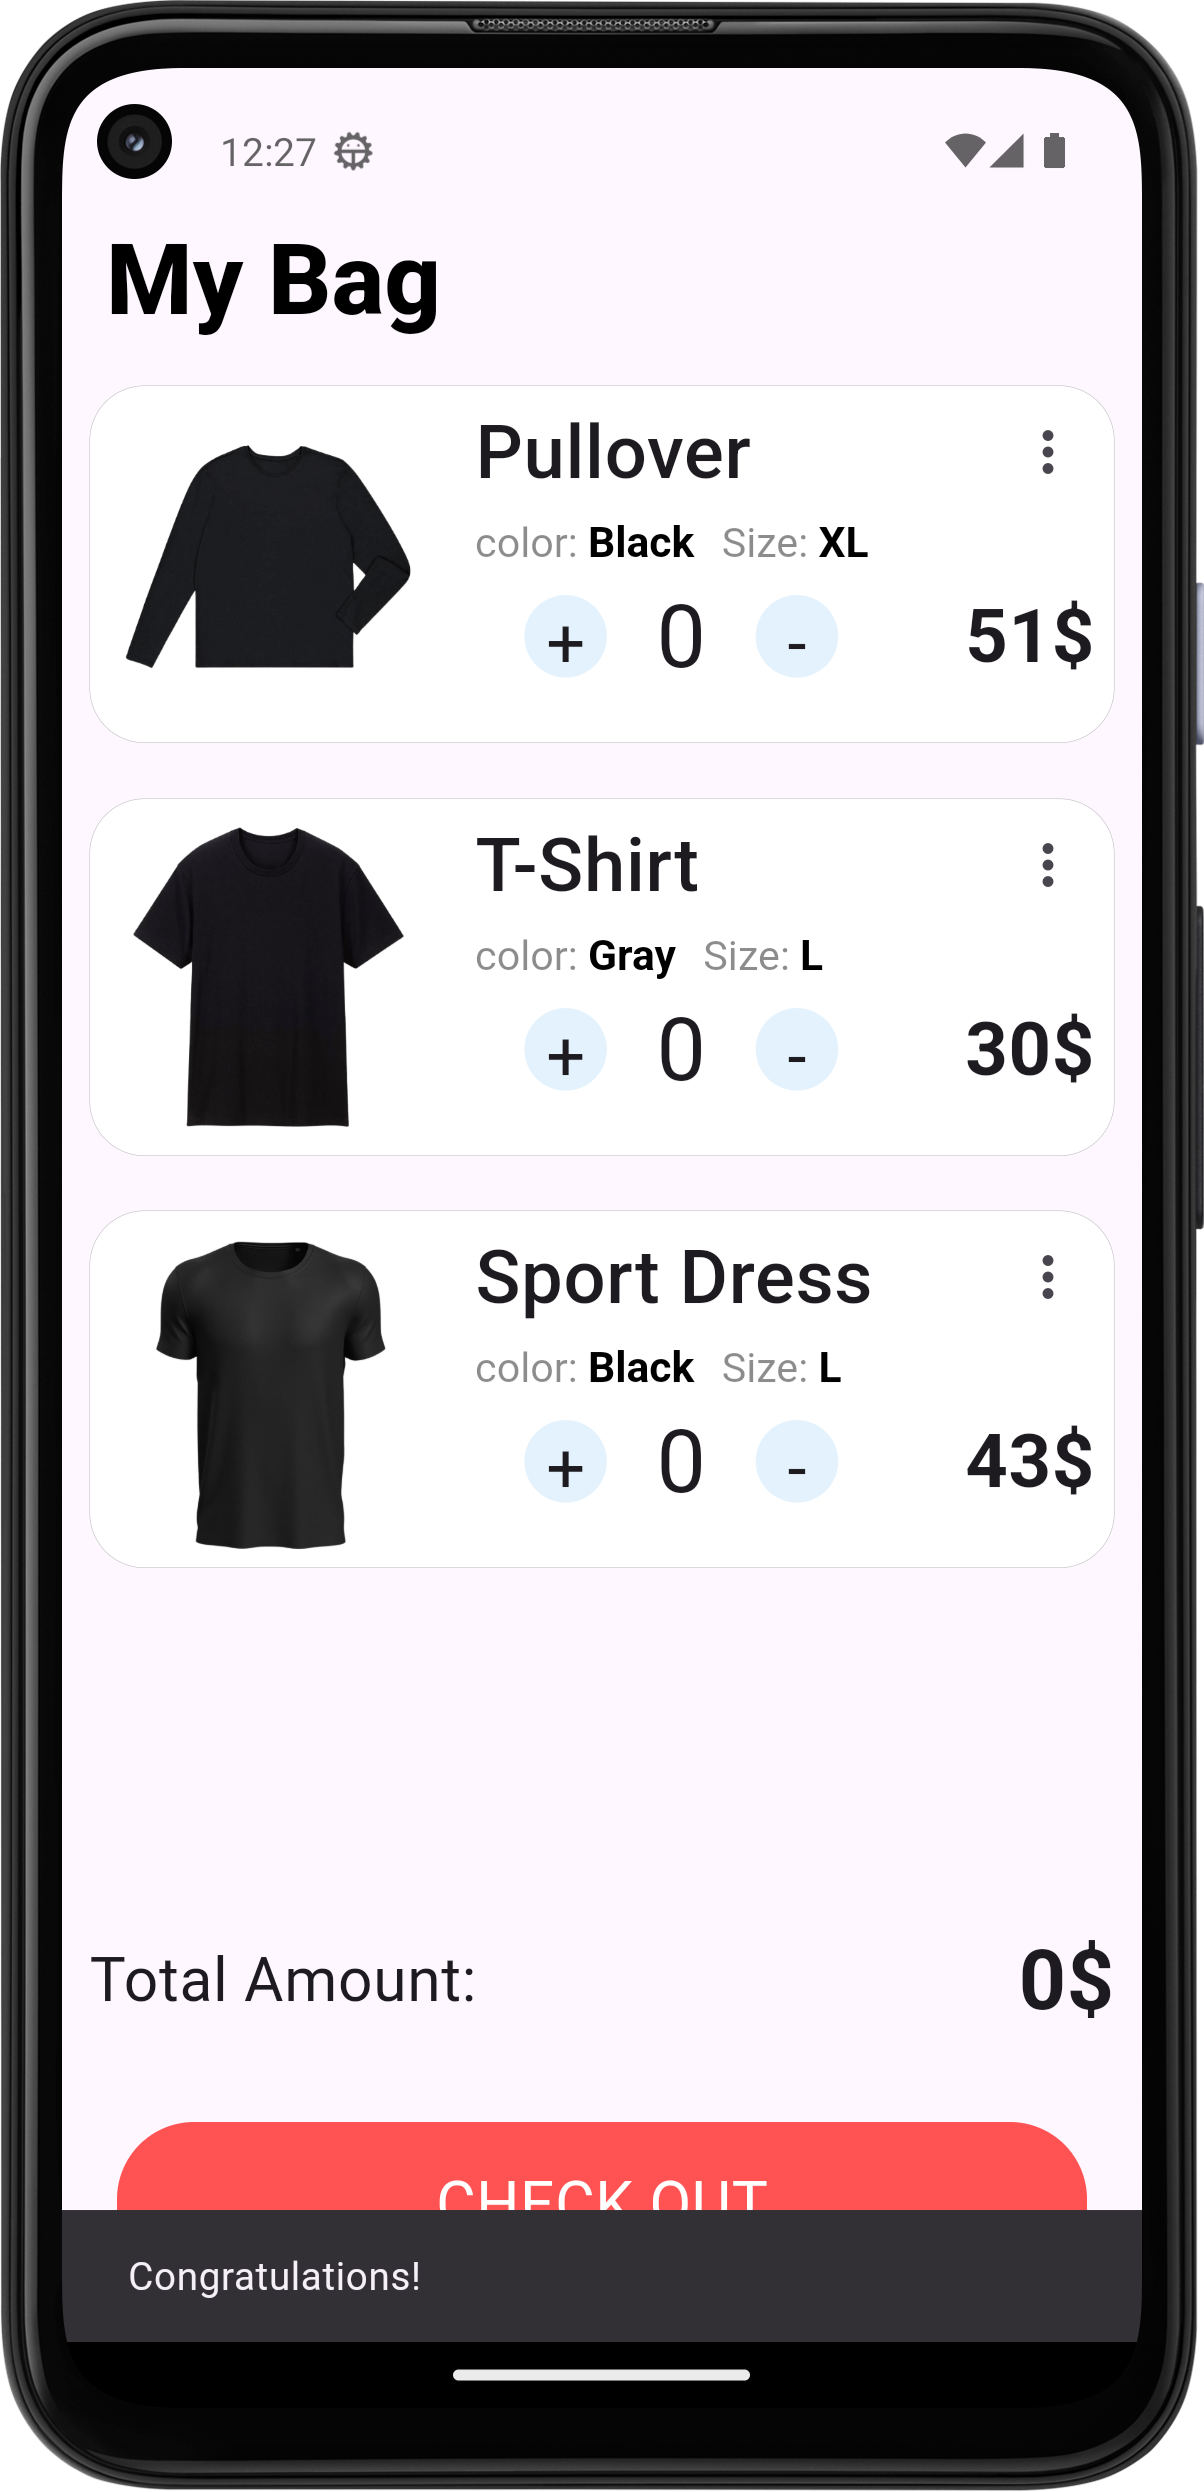 12:27
My Bag
Pullover
color: Black Size: XL
+ 0 - 51$
T-Shirt
color: Gray Size: L
+ 0 - 30$
Sport Dress
color: Black Size: L
+ 0 - 43$
Total Amount: 0$
CHECK OUT
Congratulations!